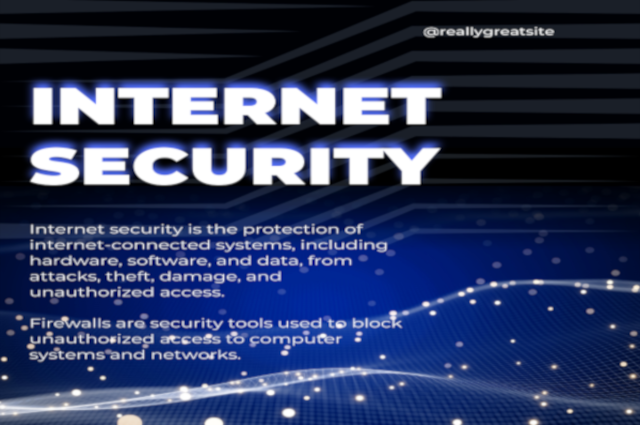 @reallygreatsite
INTERNET
SECURITY
Internet security is the protection of
internet-connected systems, including
hardware, software, and data, from
attacks, theft, damage, and
unauthorized access.
Firewalls are security tools used to block
unauthorized access to computer
systems and networks.